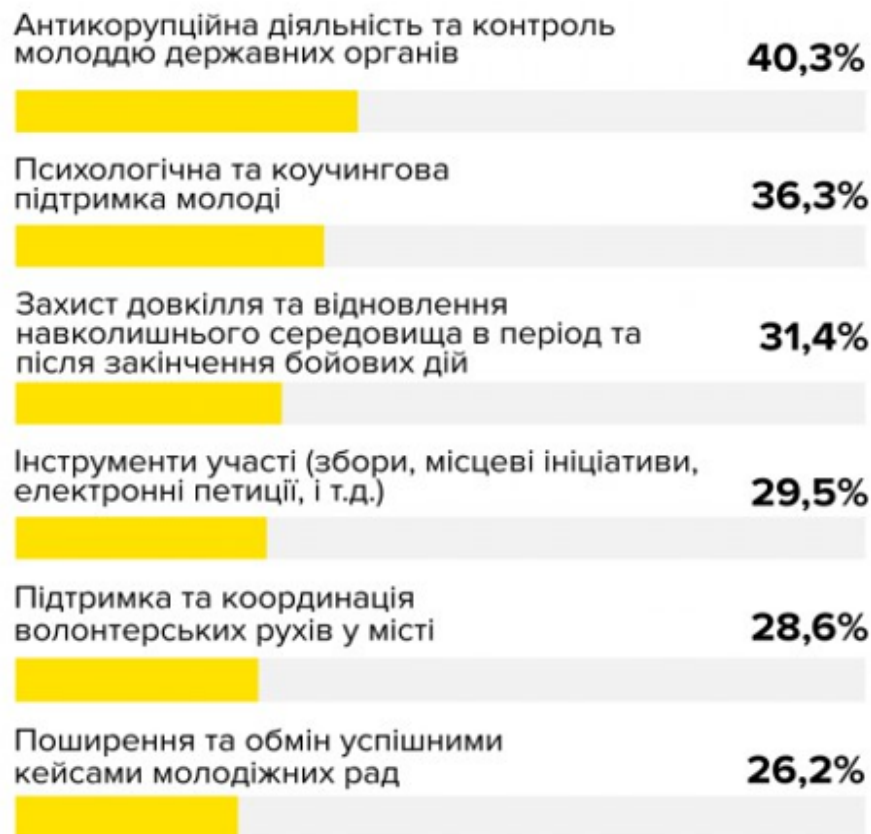 Антикорупційна діяльність та контроль
молоддю державних органів
40,3%
Психологічна та коучингова
підтримка молоді
36,3%
Захист довкілля та відновлення
навколишнього середовища в період та
після закінчення бойових дій
31,4%
Інструменти участі (збори, місцеві ініціативи,
електронні петиції, і т.д.)
29,5%
Підтримка та координація
волонтерських рухів у місті
28,6%
Поширення та обмін успішними
кейсами молодіжних рад
26,2%